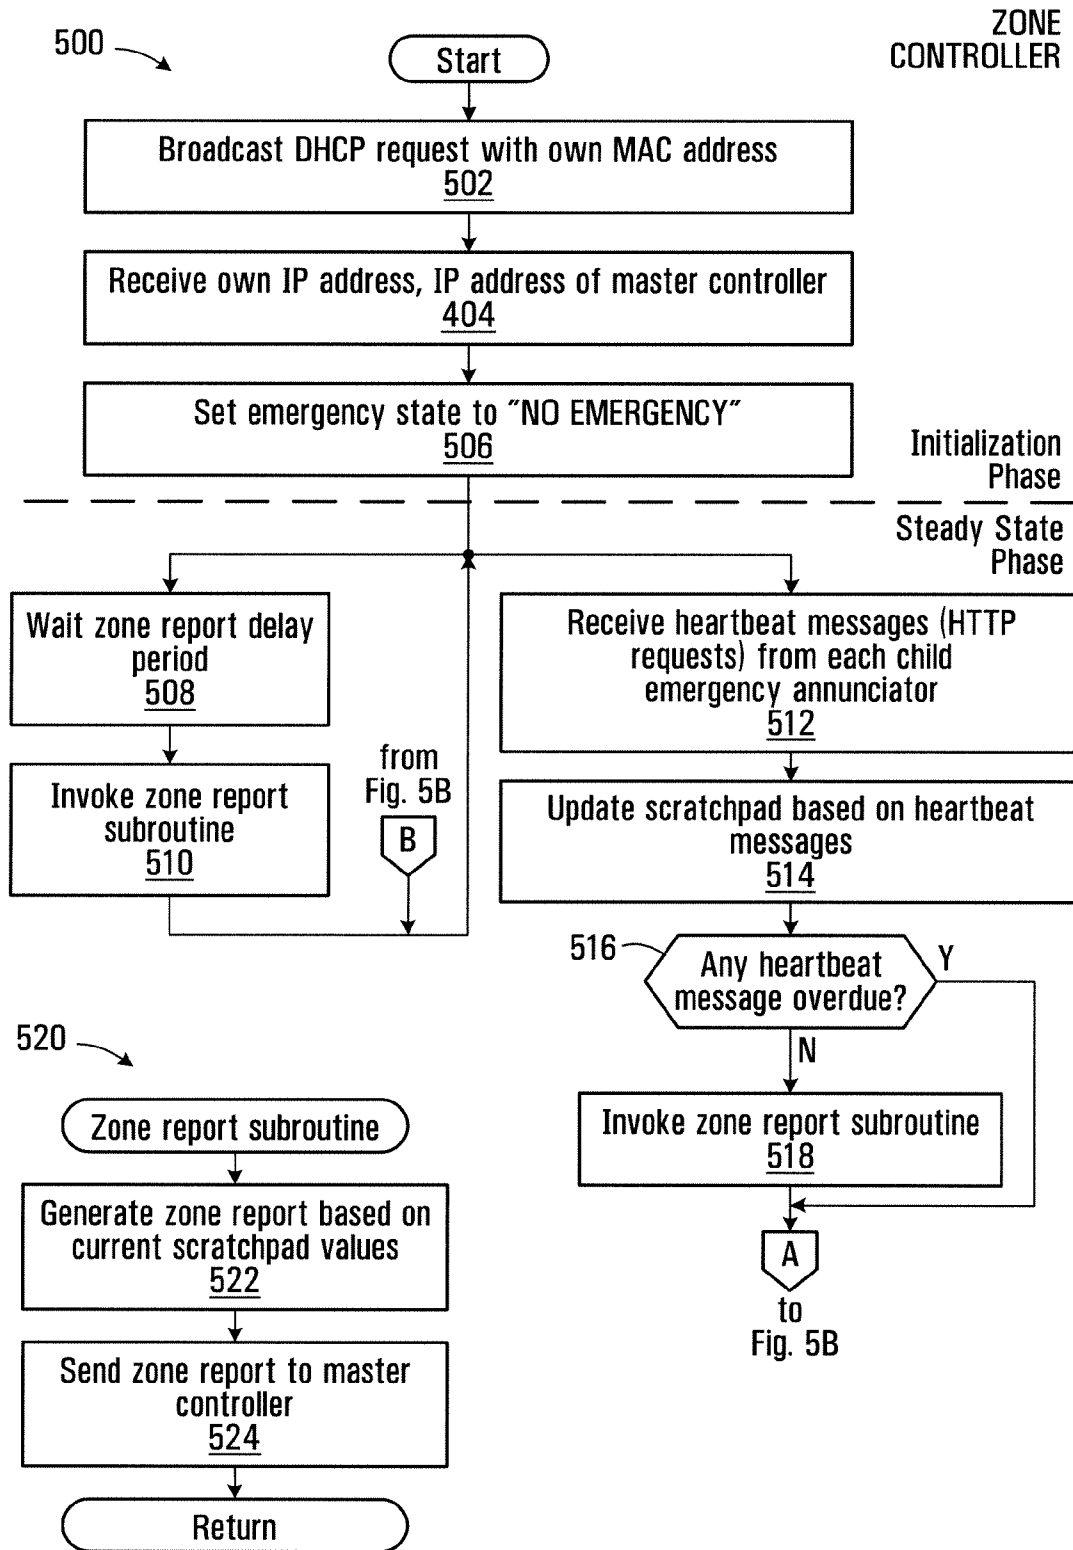 500
ZONE
CONTROLLER
Start
Broadcast DHCP request with own MAC address
502
Receive own IP address, IP address of master controller
404
Set emergency state to "NO EMERGENCY"
506
Initialization
Phase
Steady State
Phase
Wait zone report delay
period
508
Invoke zone report
subroutine
510
from
Fig. 5B
B
Receive heartbeat messages (HTTP
requests) from each child
emergency annunciator
512
Update scratchpad based on heartbeat
messages
514
516
Any heartbeat
message overdue?
Y
N
Invoke zone report subroutine
518
A
to
Fig. 5B
520
Zone report subroutine
Generate zone report based on
current scratchpad values
522
Send zone report to master
controller
524
Return